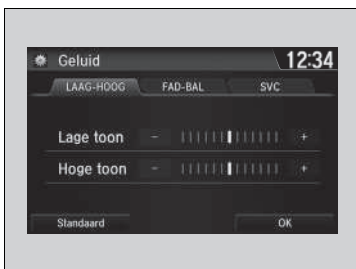 Geluid 12:34
LAAG-HOOG FAD-BAL SVC
Lage toon - +
Hoge toon - +
Standaard OK